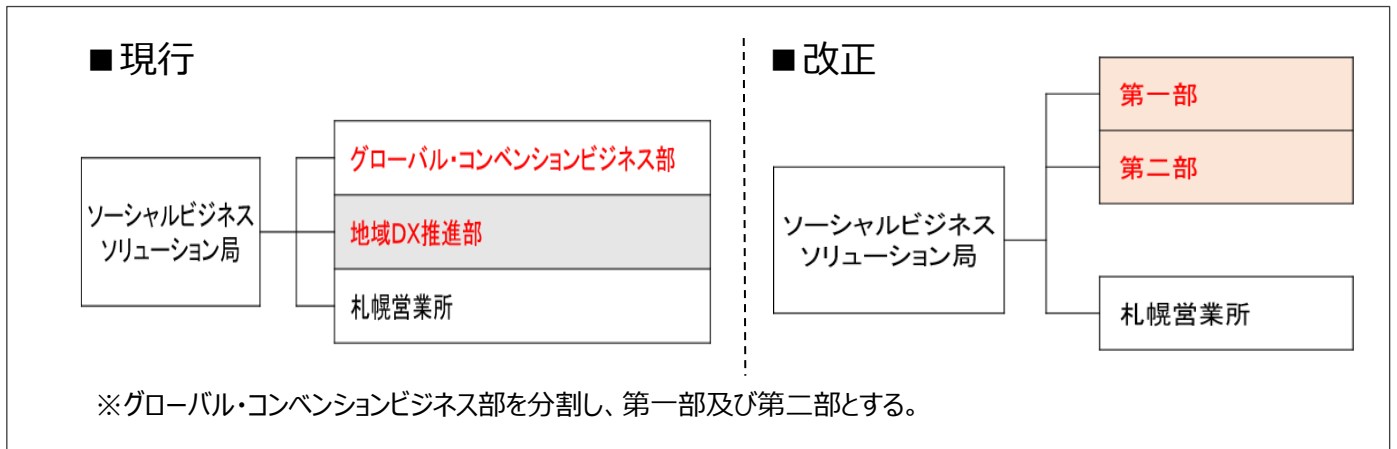 ■現行
ソーシャルビジネス
ソリューション局
グローバル・コンベンションビジネス部
地域DX推進部
札幌営業所
■改正
ソーシャルビジネス
ソリューション局
第一部
第二部
札幌営業所
※グローバル・コンベンションビジネス部を分割し、第一部及び第二部とする。